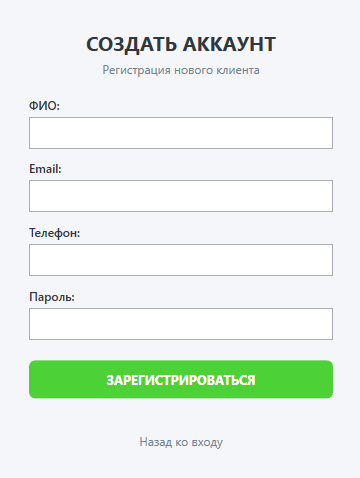 СОЗДАТЬ АККАУНТ
Регистрация нового клиента
ФИО:
Email:
Телефон:
Пароль:
ЗАРЕГИСТРИРОВАТЬСЯ
Назад ко входу